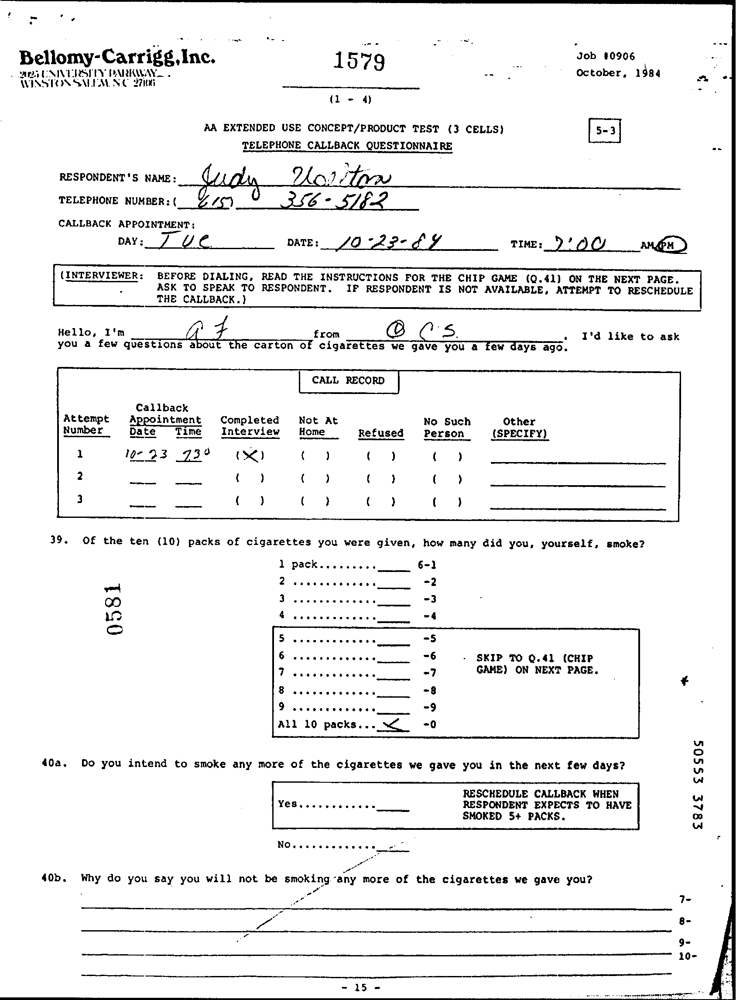 Bellomy-Carrigg, Inc.
2025 UNIVERSITY PARKWAY
WINSTON SALEM, N.C. 27106
1579
(1 - 4)
Job #0906
October, 1984
AA EXTENDED USE CONCEPT/PRODUCT TEST (3 CELLS)
5-3
TELEPHONE CALLBACK QUESTIONNAIRE
RESPONDENT'S NAME: Judy
TELEPHONE NUMBER: ( 615) 356-5182
CALLBACK APPOINTMENT:
DAY: Tue DATE: 10-23-84 TIME: 7:00 AM/PM
(INTERVIEWER: BEFORE DIALING, READ THE INSTRUCTIONS FOR THE CHIP GAME (Q.41) ON THE NEXT PAGE.
ASK TO SPEAK TO RESPONDENT. IF RESPONDENT IS NOT AVAILABLE, ATTEMPT TO RESCHEDULE
THE CALLBACK.)
Hello, I'm from C.S. . I'd like to ask
you a few questions about the carton of cigarettes we gave you a few days ago.
CALL RECORD
Attempt Number Callback Appointment Date Time Completed Interview Not At Home Refused No Such Person Other (SPECIFY)
1 10-23 730 (X) ( ) ( ) ( )
2 ( ) ( ) ( ) ( )
3 ( ) ( ) ( ) ( )
39. Of the ten (10) packs of cigarettes you were given, how many did you, yourself, smoke?
1 pack......... 6-1
2 ............. -2
3 ............. -3
4 ............. -4
5 ............. -5
6 ............. -6
7 ............. -7
8 ............. -8
9 ............. -9
All 10 packs... -0
SKIP TO Q.41 (CHIP
GAME) ON NEXT PAGE.
0581
40a. Do you intend to smoke any more of the cigarettes we gave you in the next few days?
Yes............
RESCHEDULE CALLBACK WHEN
RESPONDENT EXPECTS TO HAVE
SMOKED 5+ PACKS.
No.............
50553 3783
40b. Why do you say you will not be smoking any more of the cigarettes we gave you?
7-
8-
9-
10-
- 15 -